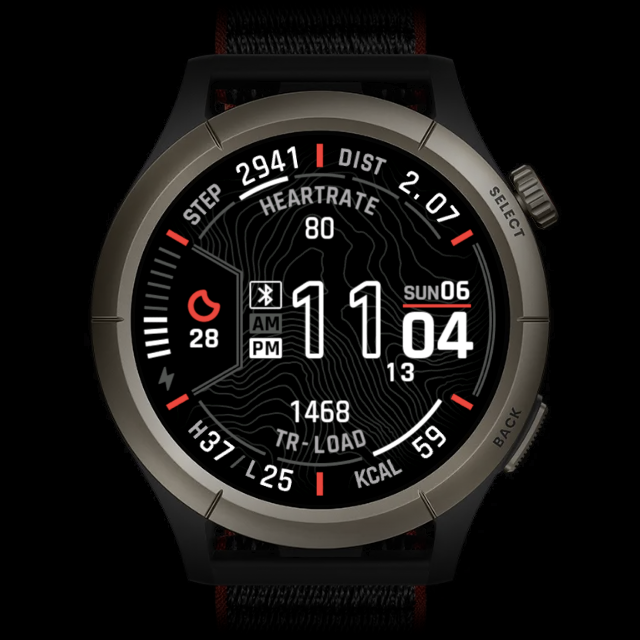 STEP 2941
DIST 2.07
HEARTRATE
80
SELECT
AM
PM
11
SUN06
04
13
28
1468
TR-LOAD
H37/L25
KCAL 59
BACK